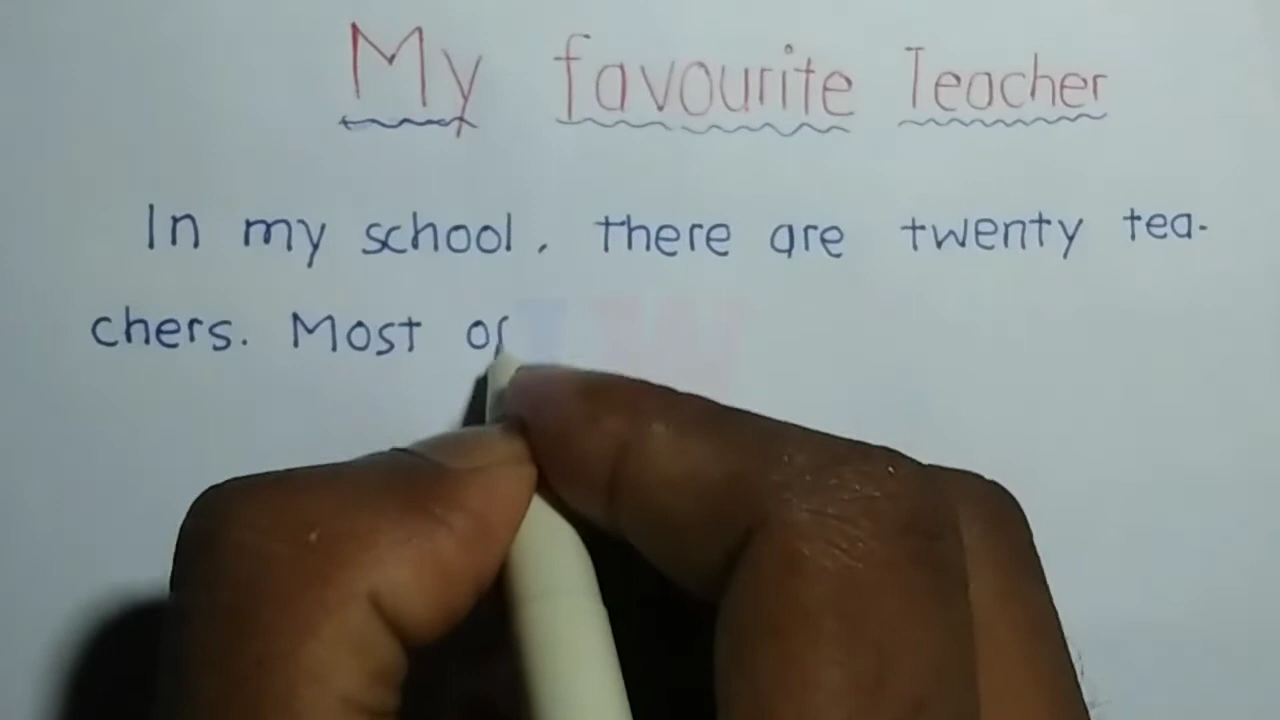 My favourite Teacher
In my school, there are twenty tea-
chers. Most of